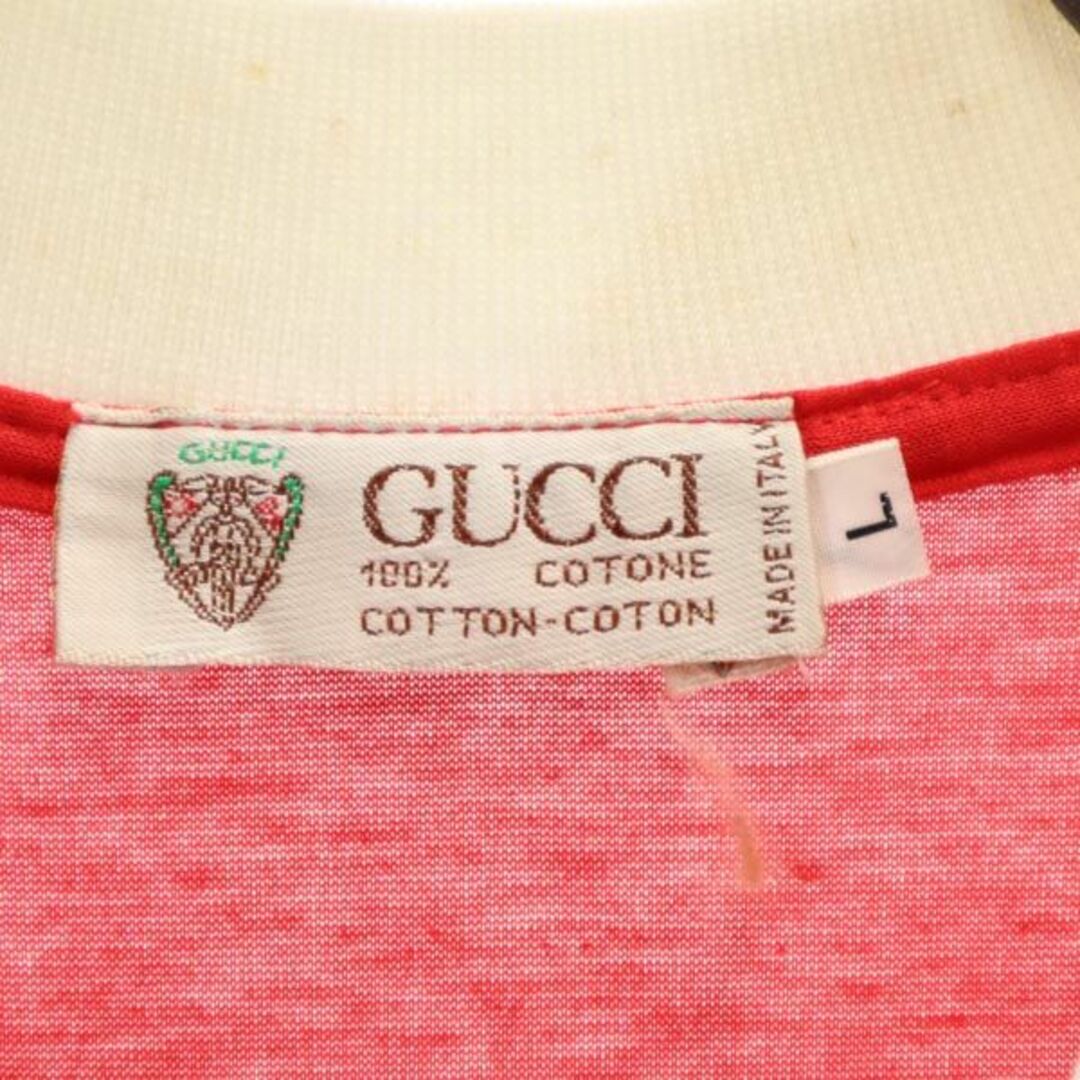 GUCCI
GUCCI
100% COTONE
COTTON-COTON
MADE IN ITALY
L